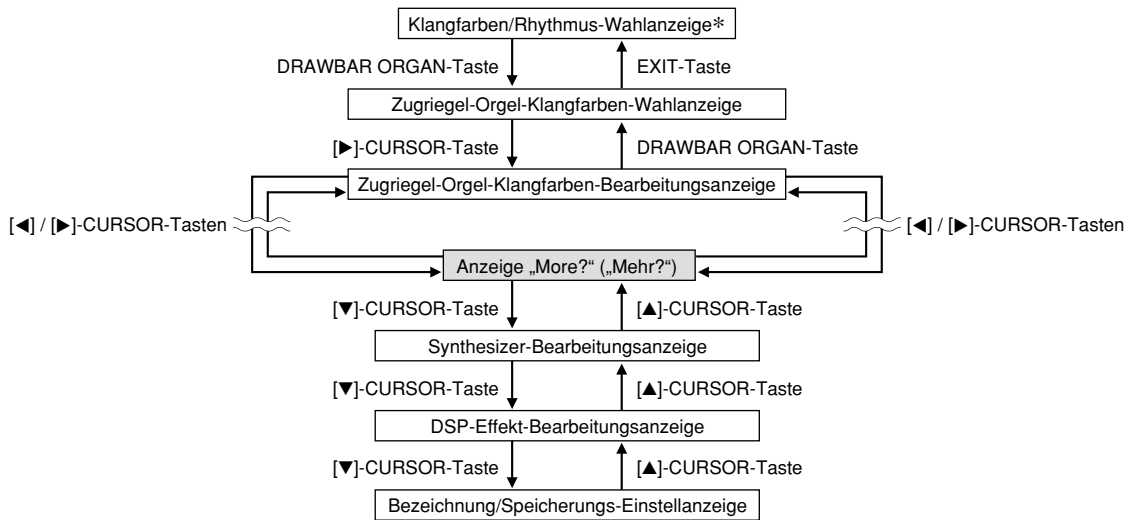 Klangfarben/Rhythmus-Wahlanzeige*
DRAWBAR ORGAN-Taste
EXIT-Taste
Zugriegel-Orgel-Klangfarben-Wahlanzeige
[▶]-CURSOR-Taste
DRAWBAR ORGAN-Taste
Zugriegel-Orgel-Klangfarben-Bearbeitungsanzeige
[◀] / [▶]-CURSOR-Tasten
[◀] / [▶]-CURSOR-Tasten
Anzeige „More?“ („Mehr?“)
[▼]-CURSOR-Taste
[▲]-CURSOR-Taste
Synthesizer-Bearbeitungsanzeige
[▼]-CURSOR-Taste
[▲]-CURSOR-Taste
DSP-Effekt-Bearbeitungsanzeige
[▼]-CURSOR-Taste
[▲]-CURSOR-Taste
Bezeichnung/Speicherungs-Einstellanzeige